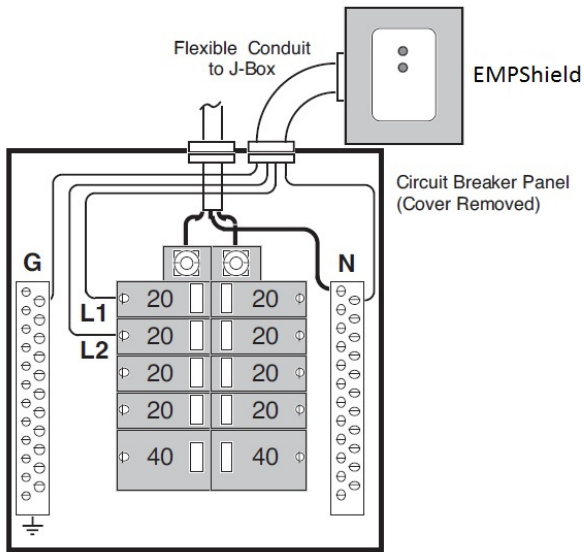 Flexible Conduit
to J-Box
EMPShield
Circuit Breaker Panel
(Cover Removed)
G
N
L1
L2
20 20
20 20
20 20
20 20
40 40